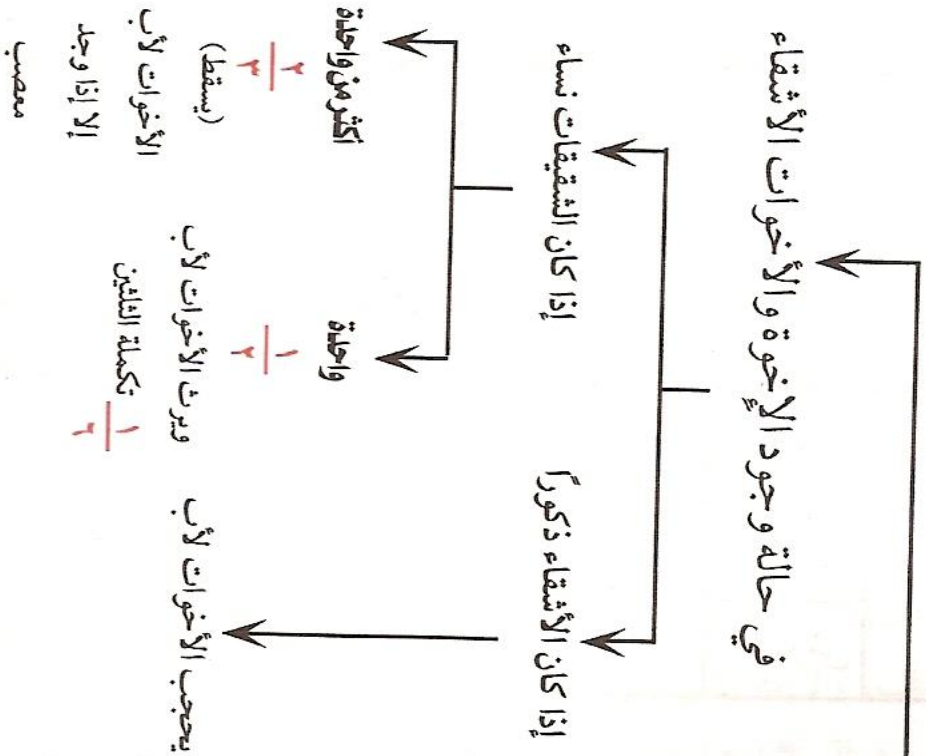 في حالة وجود الإخوة والأخوات الأشقاء
إذا كان الأشقاء ذكورًا
يحجب الأخوات لأب
إذا كان الشقيقات نساء
واحدة
١/٢
ويرث الأخوات لأب
تكملة الثلثين
١/٦
أكثر من واحدة
٢/٣
(يسقط)
الأخوات لأب
إلا إذا وجد
معصب